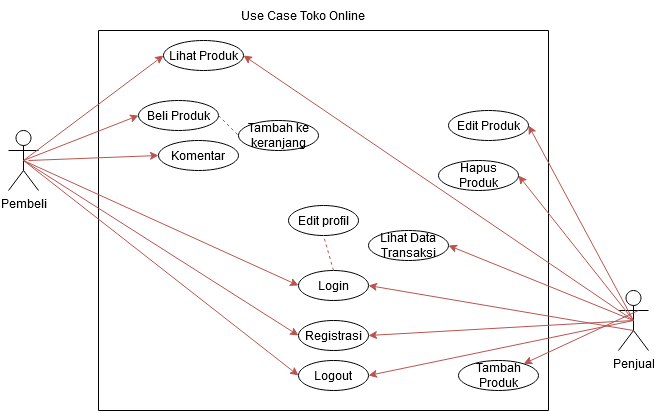 Use Case Toko Online
Lihat Produk
Beli Produk
Tambah ke
keranjang
Edit Produk
Komentar
Hapus
Produk
Pembeli
Edit profil
Lihat Data
Transaksi
Login
Registrasi
Logout
Tambah
Produk
Penjual